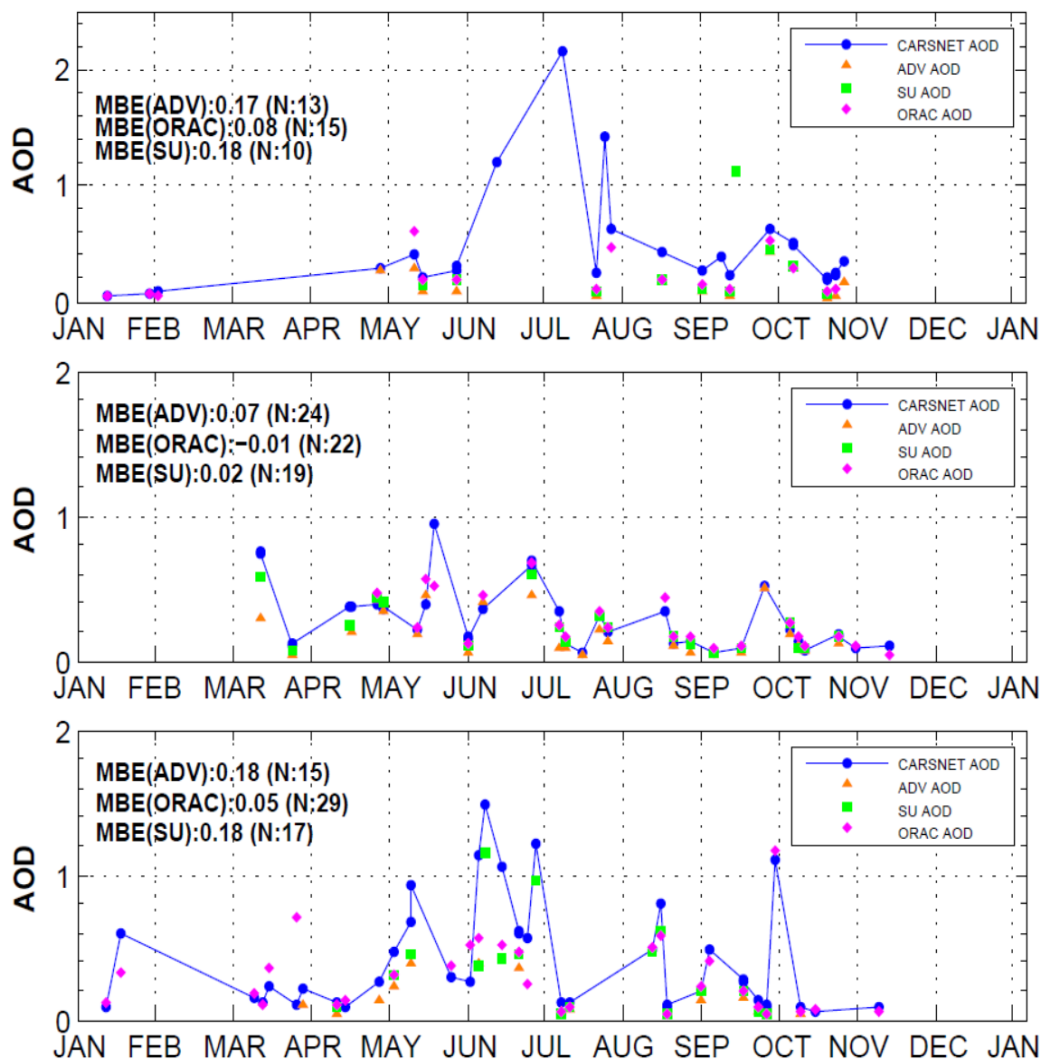 2
1
0
AOD
MBE(ADV):0.17 (N:13)
MBE(ORAC):0.08 (N:15)
MBE(SU):0.18 (N:10)
CARSNET AOD
ADV AOD
SU AOD
ORAC AOD
JAN FEB MAR APR MAY JUN JUL AUG SEP OCT NOV DEC JAN
2
1
0
AOD
MBE(ADV):0.07 (N:24)
MBE(ORAC):−0.01 (N:22)
MBE(SU):0.02 (N:19)
CARSNET AOD
ADV AOD
SU AOD
ORAC AOD
JAN FEB MAR APR MAY JUN JUL AUG SEP OCT NOV DEC JAN
2
1
0
AOD
MBE(ADV):0.18 (N:15)
MBE(ORAC):0.05 (N:29)
MBE(SU):0.18 (N:17)
CARSNET AOD
ADV AOD
SU AOD
ORAC AOD
JAN FEB MAR APR MAY JUN JUL AUG SEP OCT NOV DEC JAN